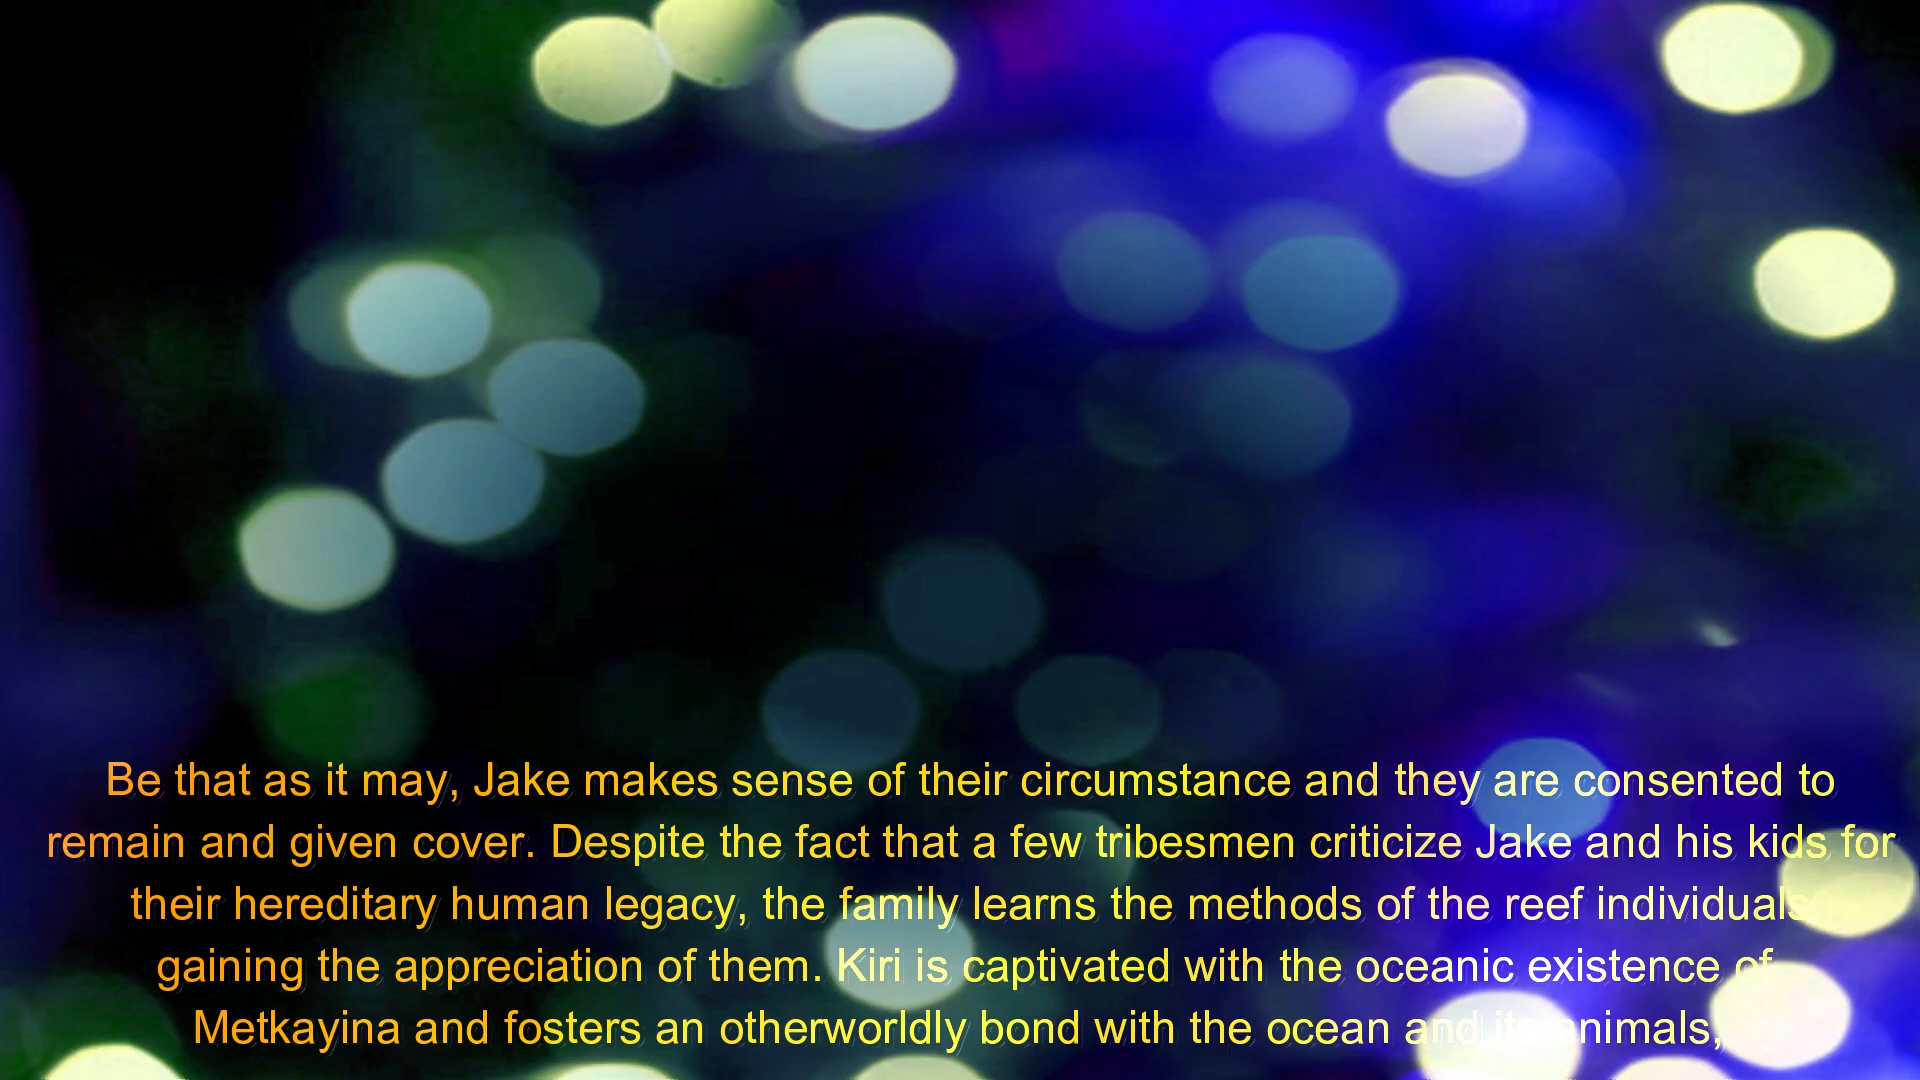 Be that as it may, Jake makes sense of their circumstance and they are consented to
remain and given cover. Despite the fact that a few tribesmen criticize Jake and his kids for
their hereditary human legacy, the family learns the methods of the reef individuals
gaining the appreciation of them. Kiri is captivated with the oceanic existence of
Metkayina and fosters an otherworldly bond with the ocean and its animals,